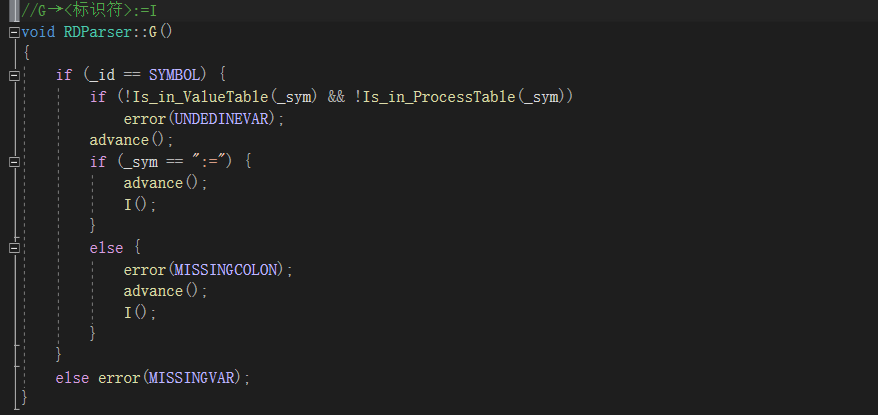 //G→<标识符>:=I
void RDParser::G()
{
    if (_id == SYMBOL) {
        if (!Is_in_ValueTable(_sym) && !Is_in_ProcessTable(_sym))
            error(UNDEDINEVAR);
        advance();
        if (_sym == ":=") {
            advance();
            I();
        }
        else {
            error(MISSINGCOLON);
            advance();
            I();
        }
    }
    else error(MISSINGVAR);
}